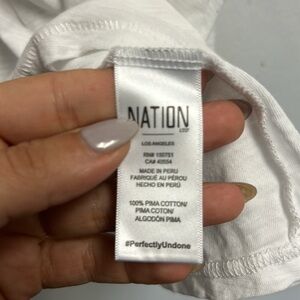 NATION
LTD
LOS ANGELES
RN# 150751
CA# 40554
MADE IN PERU
FABRIQUÉ AU PÉROU
HECHO EN PERÚ
100% PIMA COTTON/
PIMA COTON/
ALGODÓN PIMA
#PerfectlyUndone